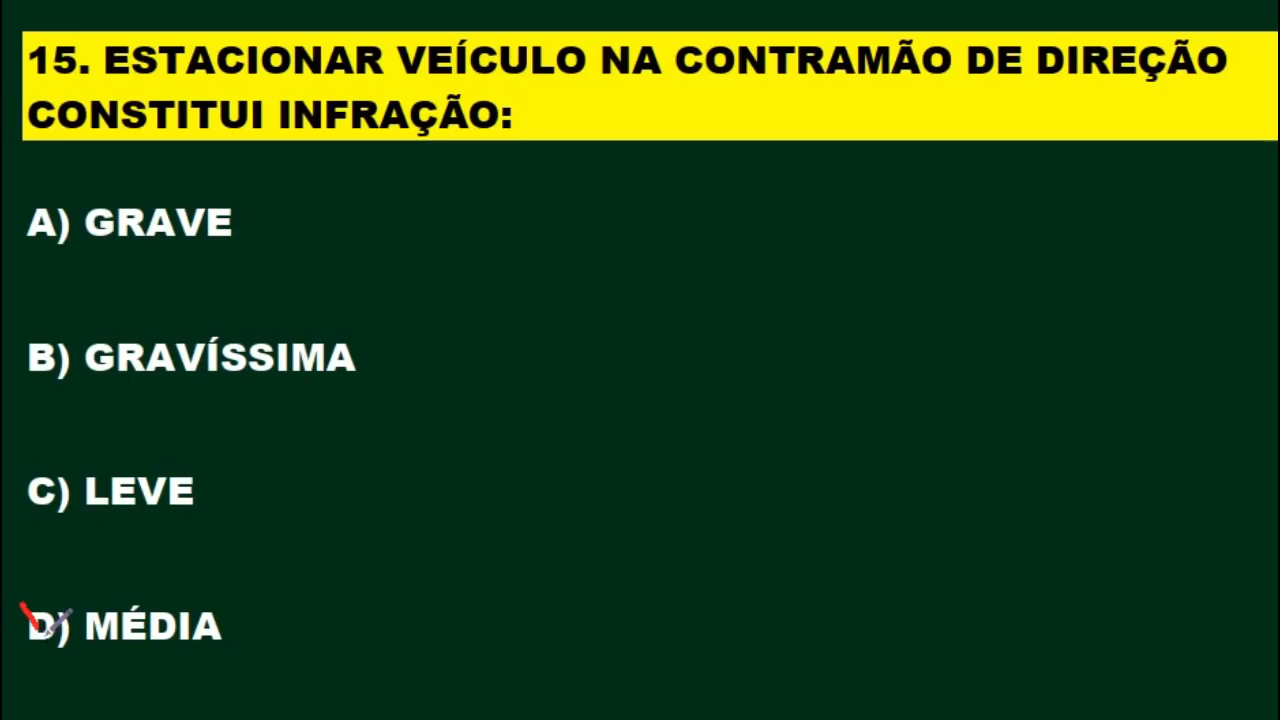 15. ESTACIONAR VEÍCULO NA CONTRAMÃO DE DIREÇÃO
CONSTITUI INFRAÇÃO:
A) GRAVE
B) GRAVÍSSIMA
C) LEVE
D) MÉDIA